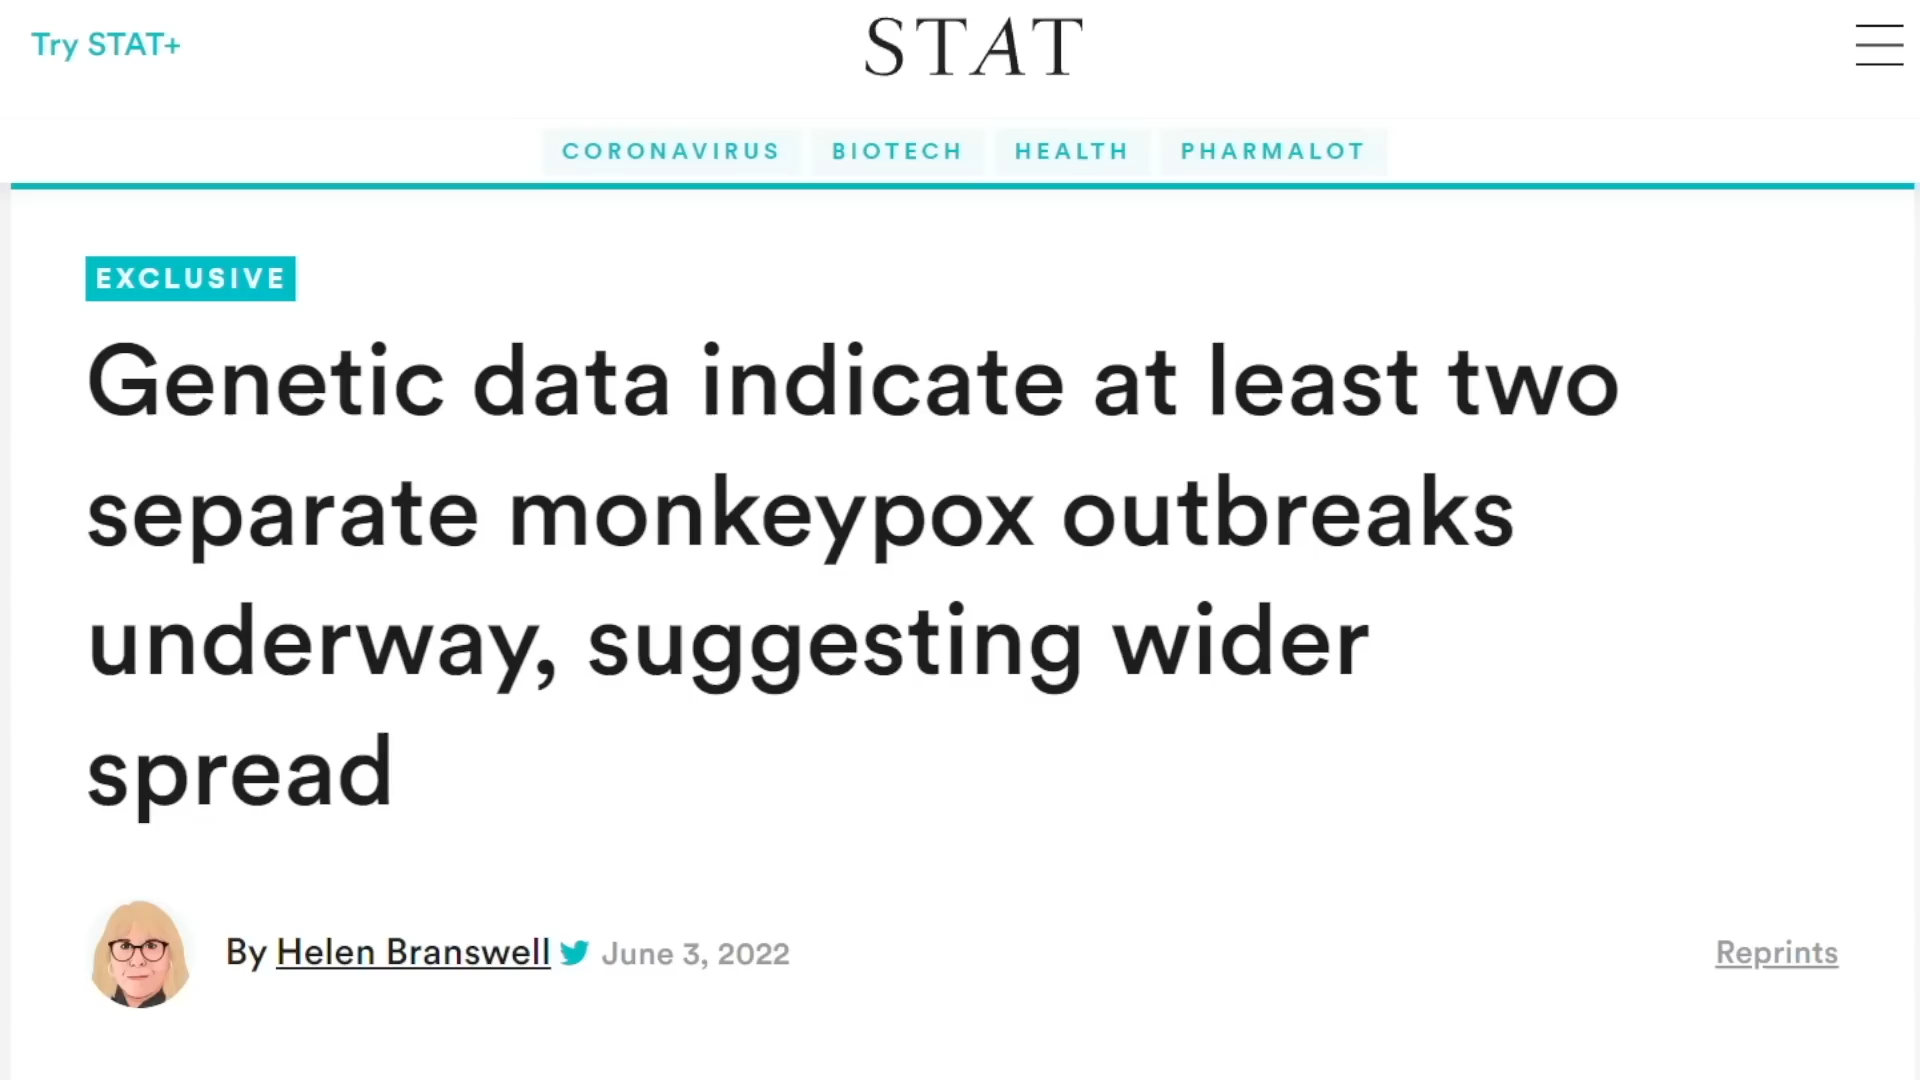 Try STAT+
STAT
CORONAVIRUS BIOTECH HEALTH PHARMALOT
EXCLUSIVE
Genetic data indicate at least two
separate monkeypox outbreaks
underway, suggesting wider
spread
By Helen Branswell June 3, 2022
Reprints